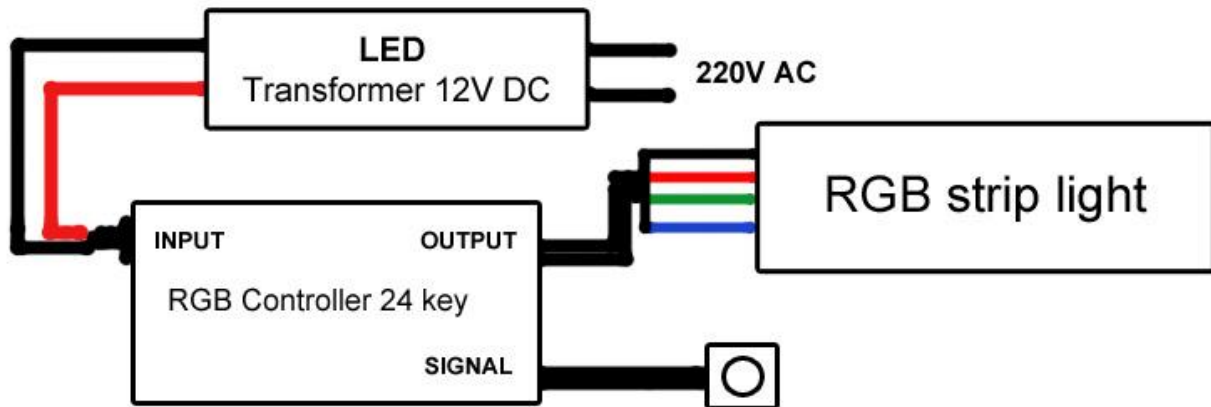 LED
Transformer 12V DC
220V AC
RGB strip light
INPUT
OUTPUT
RGB Controller 24 key
SIGNAL